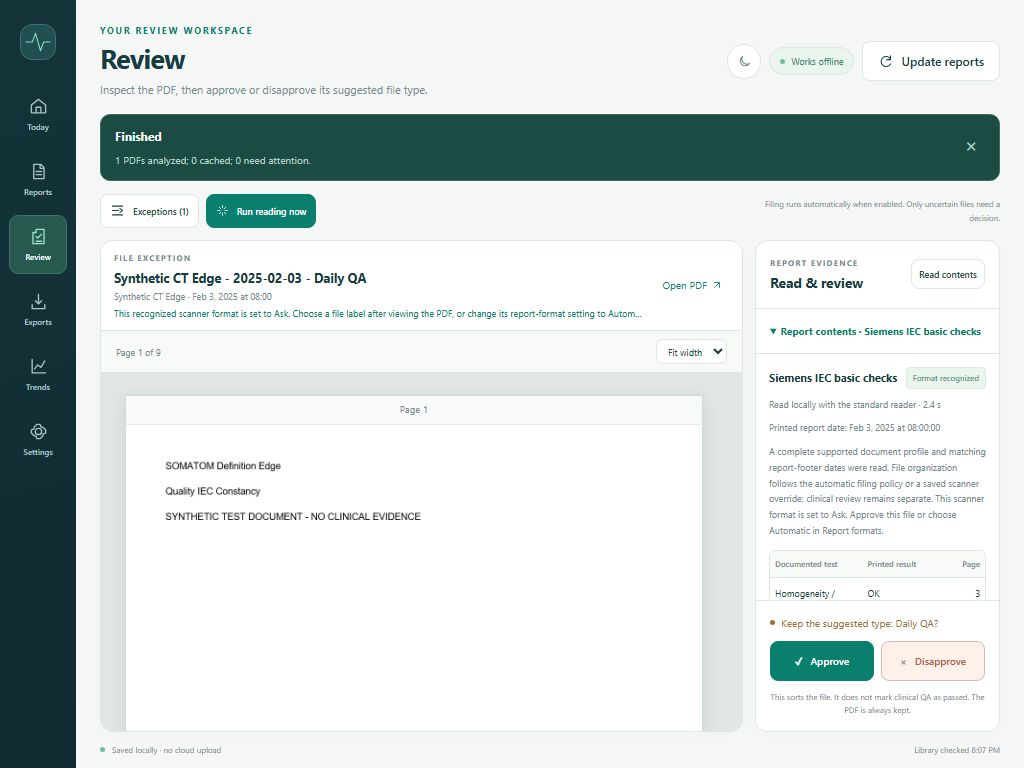 YOUR REVIEW WORKSPACE
Review
Inspect the PDF, then approve or disapprove its suggested file type.
Works offline
Update reports
Today
Reports
Review
Exports
Trends
Settings
Finished
1 PDFs analyzed; 0 cached; 0 need attention.
Exceptions (1)
Run reading now
Filing runs automatically when enabled. Only uncertain files need a
decision.
FILE EXCEPTION
Synthetic CT Edge - 2025-02-03 - Daily QA
Synthetic CT Edge · Feb 3, 2025 at 08:00
This recognized scanner format is set to Ask. Choose a file label after viewing the PDF, or change its report-format setting to Autom...
Open PDF
Page 1 of 9
Fit width
Page 1
SOMATOM Definition Edge
Quality IEC Constancy
SYNTHETIC TEST DOCUMENT - NO CLINICAL EVIDENCE
REPORT EVIDENCE
Read & review
Read contents
Report contents · Siemens IEC basic checks
Siemens IEC basic checks
Format recognized
Read locally with the standard reader · 2.4 s
Printed report date: Feb 3, 2025 at 08:00:00
A complete supported document profile and matching
report-footer dates were read. File organization
follows the automatic filing policy or a saved scanner
override; clinical review remains separate. This scanner
format is set to Ask. Approve this file or choose
Automatic in Report formats.
Documented test Printed result Page
Homogeneity / OK 3
Keep the suggested type: Daily QA?
Approve
Disapprove
This sorts the file. It does not mark clinical QA as passed. The
PDF is always kept.
Saved locally · no cloud upload
Library checked 8:07 PM